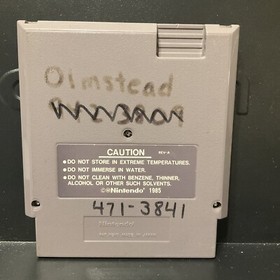 Olmstead
CAUTION
REV-A
●DO NOT STORE IN EXTREME TEMPERATURES.
●DO NOT IMMERSE IN WATER.
●DO NOT CLEAN WITH BENZENE, THINNER,
ALCOHOL OR OTHER SUCH SOLVENTS.
©®Nintendo® 1985
471-3841